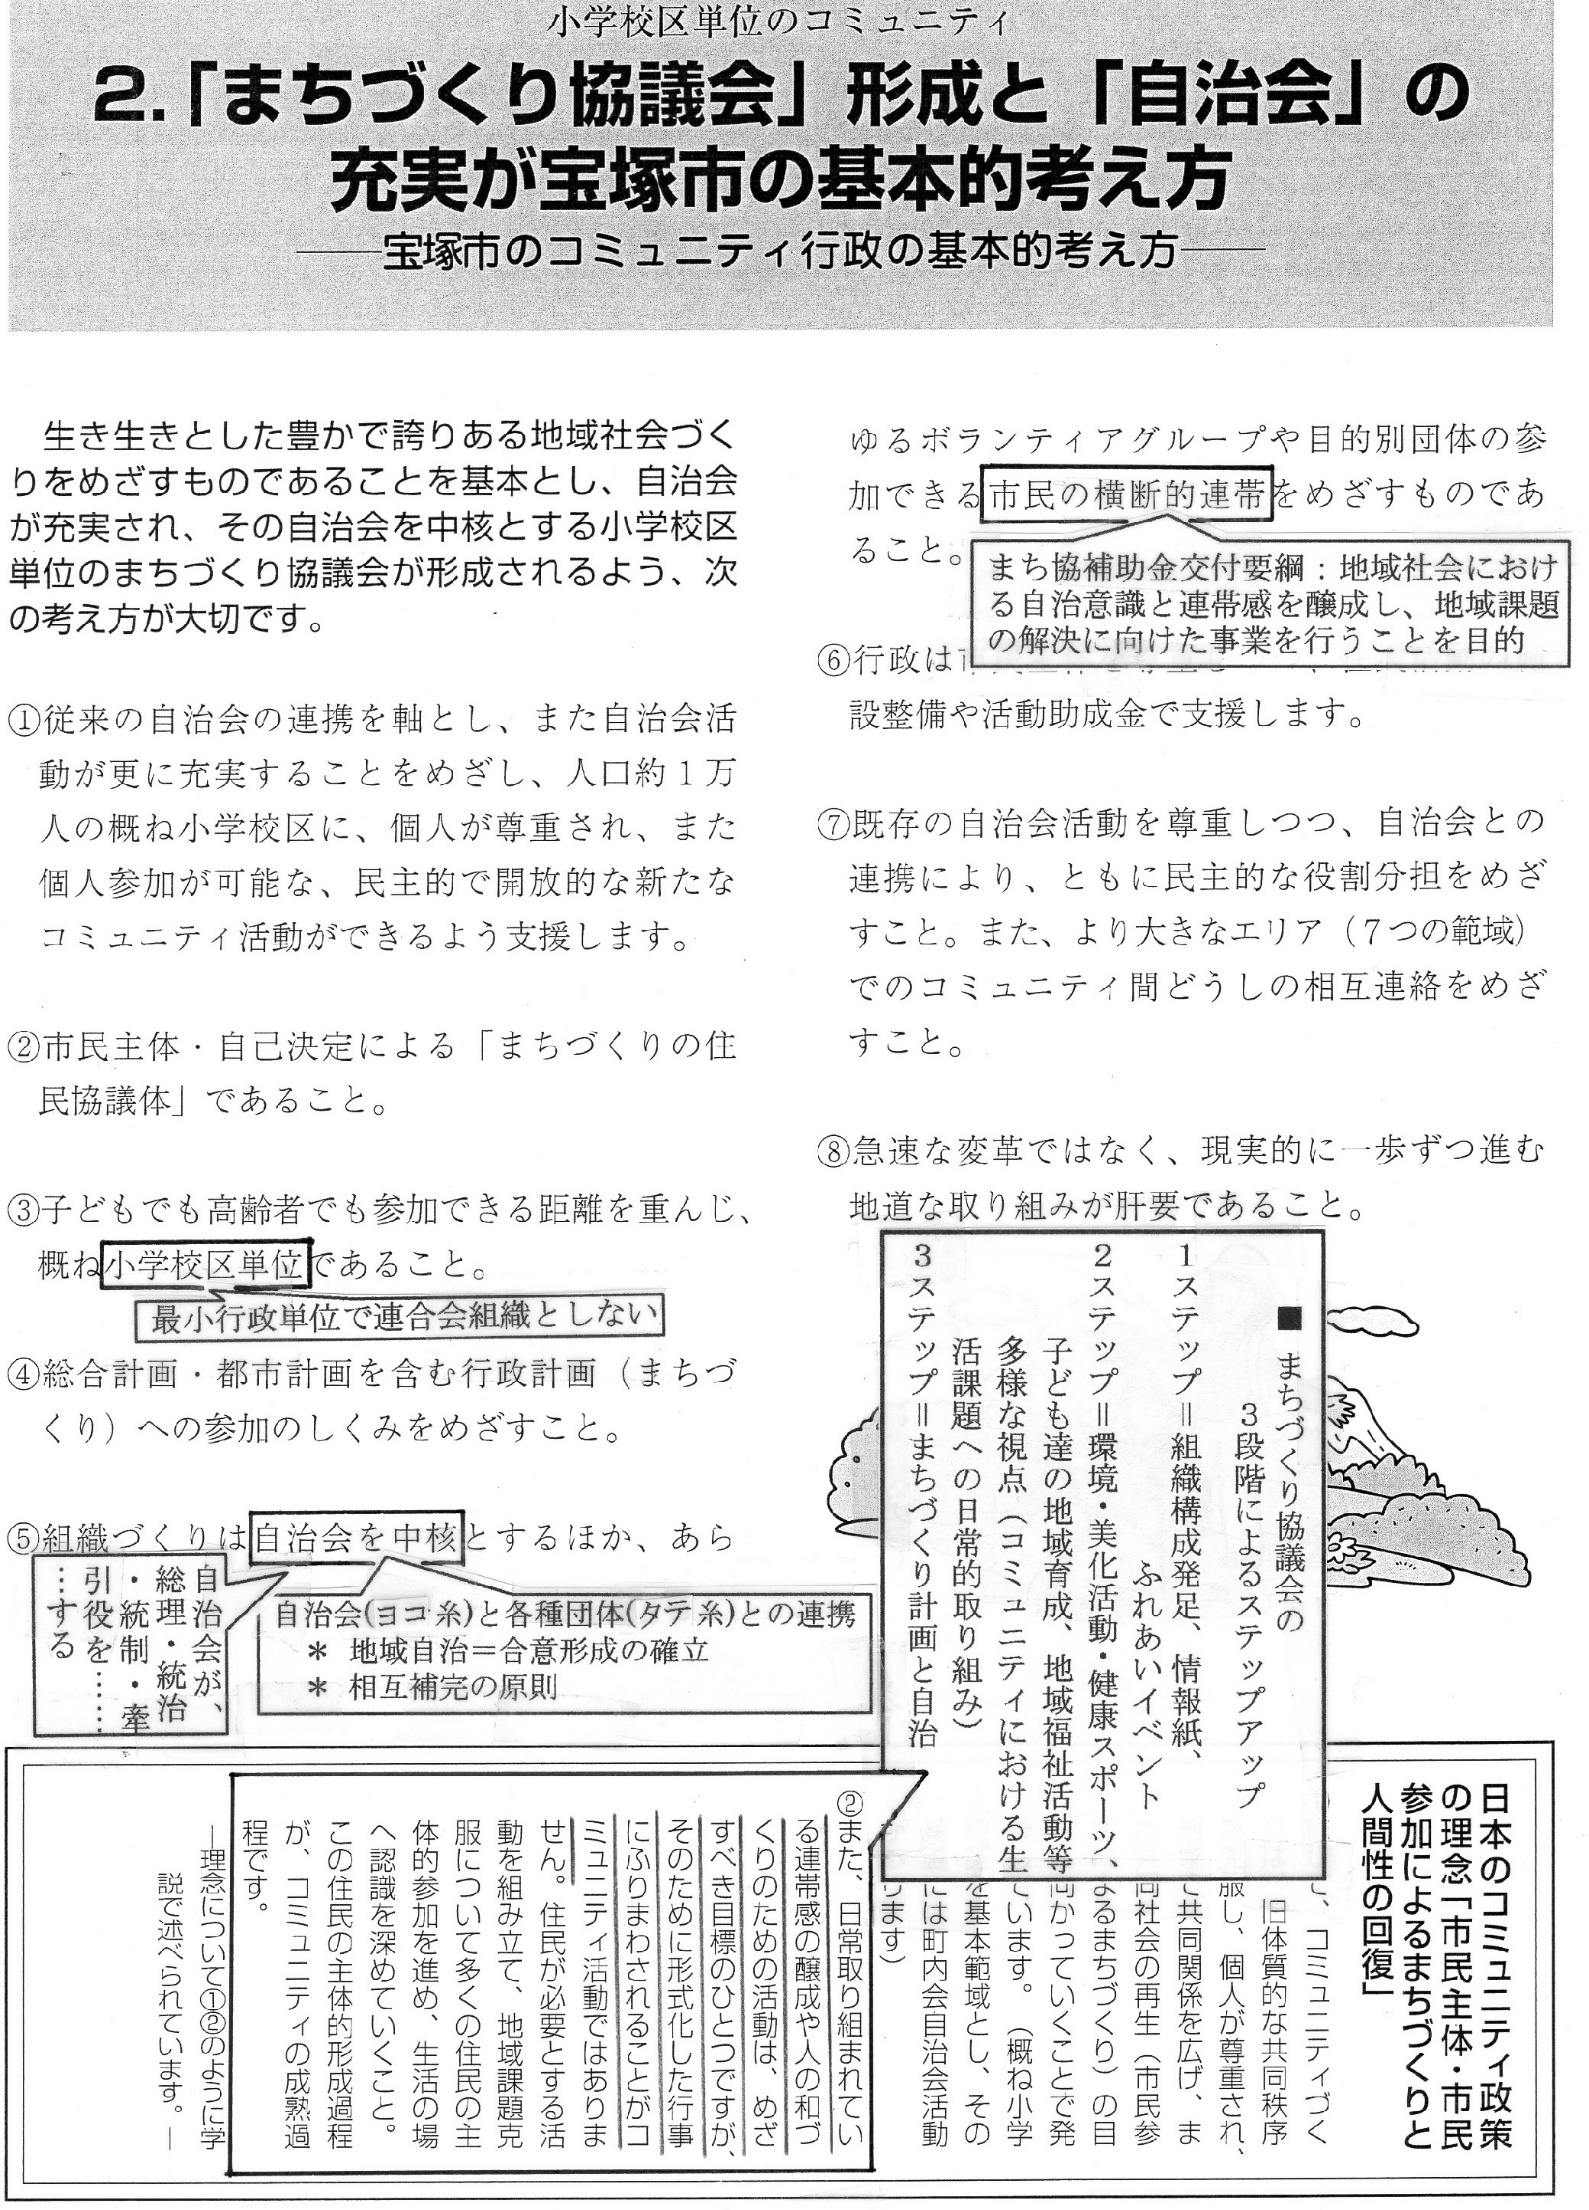 小学校区単位のコミュニティ
2.「まちづくり協議会」形成と「自治会」の
充実が宝塚市の基本的考え方
──宝塚市のコミュニティ行政の基本的考え方──
生き生きとした豊かで誇りある地域社会づく
りをめざすものであることを基本とし、自治会
が充実され、その自治会を中核とする小学校区
単位のまちづくり協議会が形成されるよう、次
の考え方が大切です。
①従来の自治会の連携を軸とし、また自治会活
動が更に充実することをめざし、人口約１万
人の概ね小学校区に、個人が尊重され、また
個人参加が可能な、民主的で開放的な新たな
コミュニティ活動ができるよう支援します。
②市民主体・自己決定による「まちづくりの住
民協議体」であること。
③子どもでも高齢者でも参加できる距離を重んじ、
概ね小学校区単位であること。
最小行政単位で連合会組織としない
④総合計画・都市計画を含む行政計画（まちづ
くり）への参加のしくみをめざすこと。
⑤組織づくりは自治会を中核とするほか、あら
自治会が、
総理・統治
・統制・牽
引役を……
…する
自治会(ヨコ糸)と各種団体(タテ糸)との連携
＊ 地域自治＝合意形成の確立
＊ 相互補完の原則
ゆるボランティアグループや目的別団体の参
加できる市民の横断的連帯をめざすものであ
ること。
まち協補助金交付要綱：地域社会におけ
る自治意識と連帯感を醸成し、地域課題
の解決に向けた事業を行うことを目的
⑥行政は
設整備や活動助成金で支援します。
⑦既存の自治会活動を尊重しつつ、自治会との
連携により、ともに民主的な役割分担をめざ
すこと。また、より大きなエリア（７つの範域）
でのコミュニティ間どうしの相互連絡をめざ
すこと。
⑧急速な変革ではなく、現実的に一歩ずつ進む
地道な取り組みが肝要であること。
■ まちづくり協議会の
３段階によるステップアップ
１ステップ＝組織構成発足、情報紙、
ふれあいイベント
２ステップ＝環境・美化活動・健康スポーツ、
子ども達の地域育成、地域福祉活動等
多様な視点（コミュニティにおける生
活課題への日常的取り組み）
３ステップ＝まちづくり計画と自治
日本のコミュニティ政策
の理念「市民主体・市民
参加によるまちづくりと
人間性の回復」
て、コミュニティづく
旧体質的な共同秩序
服し、個人が尊重され、
共同関係を広げ、ま
同社会の再生（市民参
よるまちづくり）の目
向かっていくことで発
ています。（概ね小学
を基本範域とし、その
には町内会自治会活動
ります）
②また、日常取り組まれてい
る連帯感の醸成や人の和づ
くりのための活動は、めざ
すべき目標のひとつですが、
そのために形式化した行事
にふりまわされることがコ
ミュニティ活動ではありま
せん。住民が必要とする活
動を組み立て、地域課題克
服について多くの住民の主
体的参加を進め、生活の場
へ認識を深めていくこと。
この住民の主体的形成過程
が、コミュニティの成熟過
程です。
―理念について①②のように学
説で述べられています。―